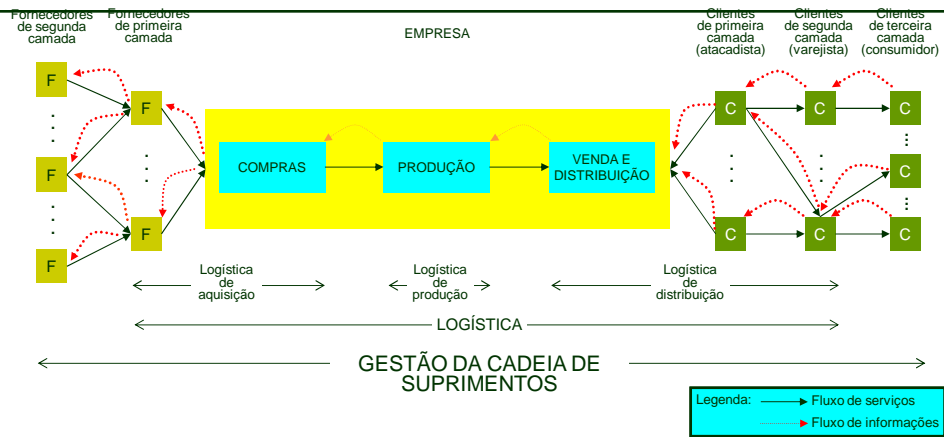 Fornecedores
de segunda
camada
Fornecedores
de primeira
camada
EMPRESA
Clientes
de primeira
camada
(atacadista)
Clientes
de segunda
camada
(varejista)
Clientes
de terceira
camada
(consumidor)
F
F
F
F
F
COMPRAS
PRODUÇÃO
VENDA E
DISTRIBUIÇÃO
C
C
C
C
C
C
C
Logística
de
aquisição
Logística
de
produção
Logística
de
distribuição
LOGÍSTICA
GESTÃO DA CADEIA DE
SUPRIMENTOS
Legenda:
Fluxo de serviços
Fluxo de informações